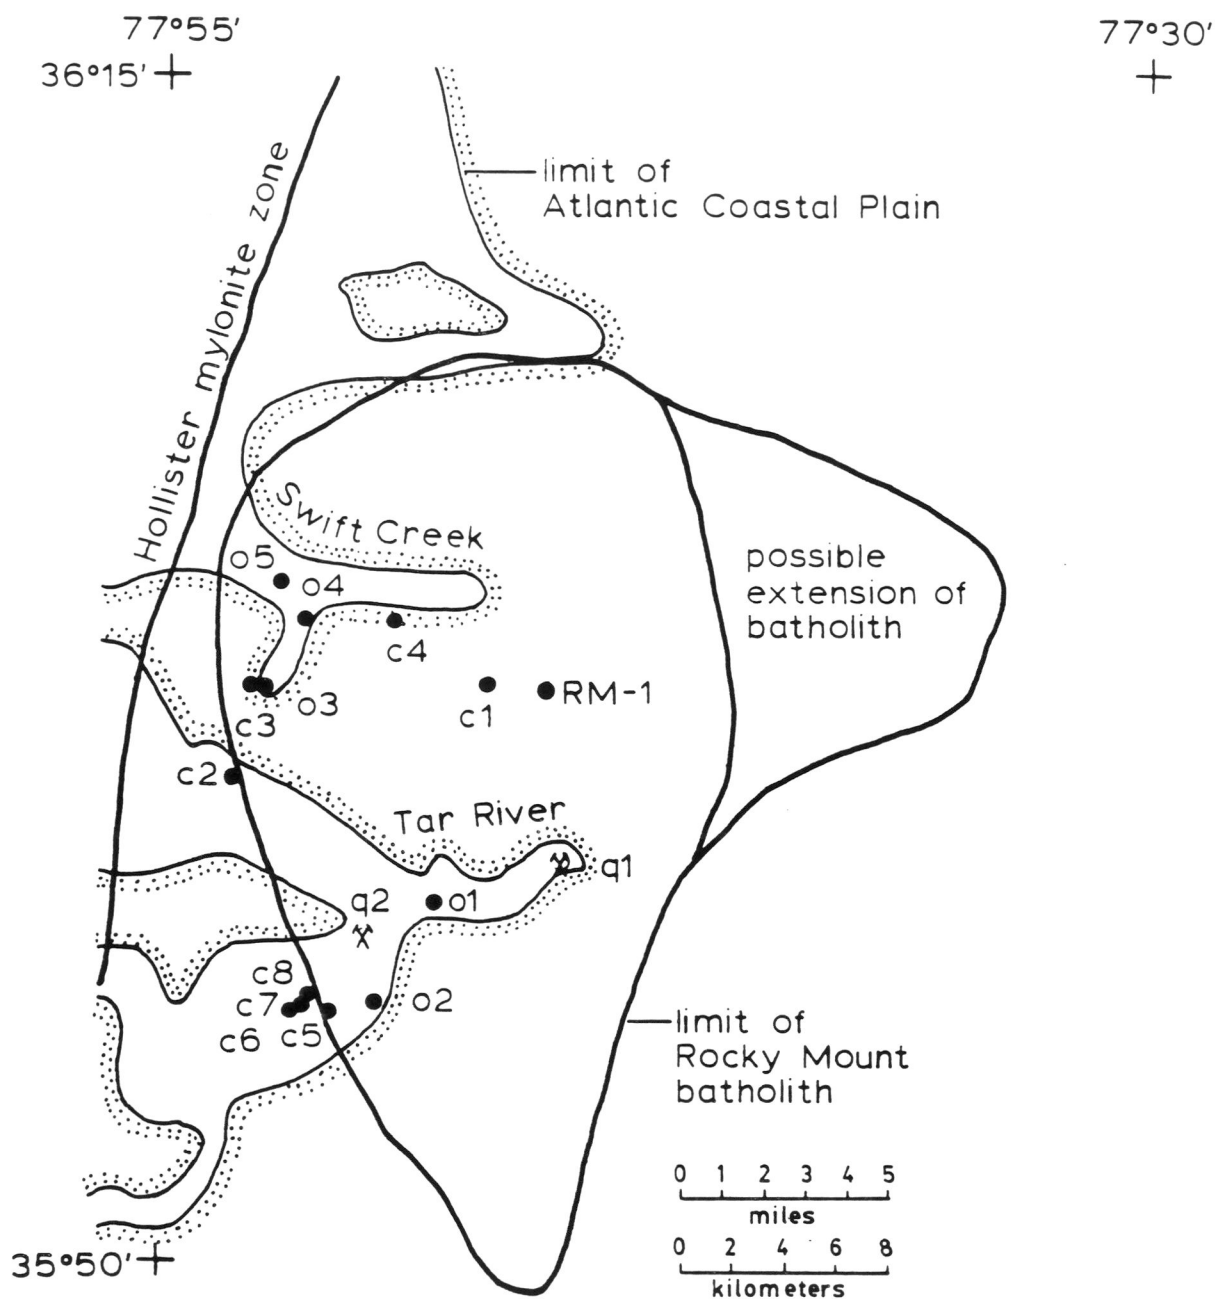 77°55'
77°30'
36°15'
limit of
Atlantic Coastal Plain
Hollister mylonite zone
Swift Creek
o5
o4
c4
possible
extension of
batholith
c3
o3
c1
RM-1
c2
Tar River
q1
q2
o1
c8
c7
o2
c6
c5
limit of
Rocky Mount
batholith
0 1 2 3 4 5
miles
0 2 4 6 8
kilometers
35°50'